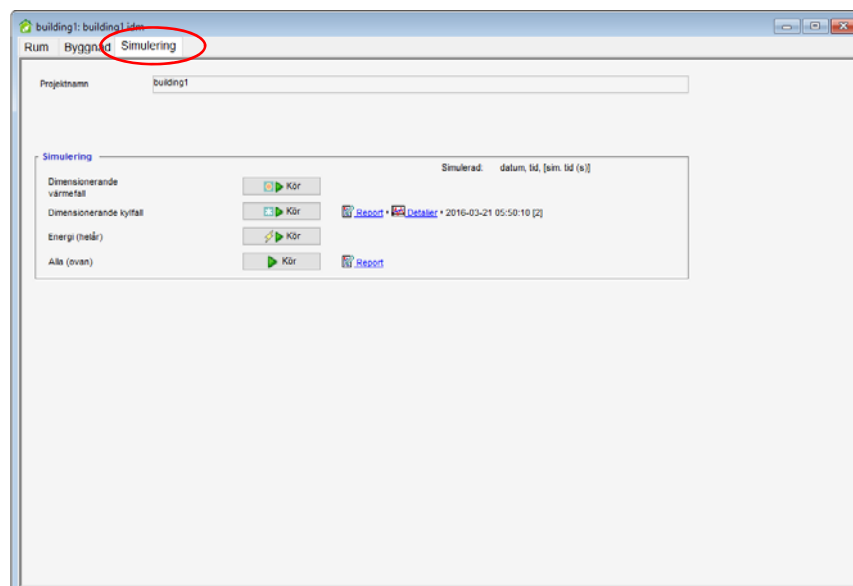 building1: building1.idm
Rum Byggnad Simulering
Projektnamn building1
Simulering
Simulerad: datum, tid, [sim. tid (s)]
Dimensionerande värmefall Kör
Dimensionerande kylfall Kör Report • Detaljer • 2016-03-21 05:50:10 [2]
Energi (helår) Kör
Alla (ovan) Kör Report